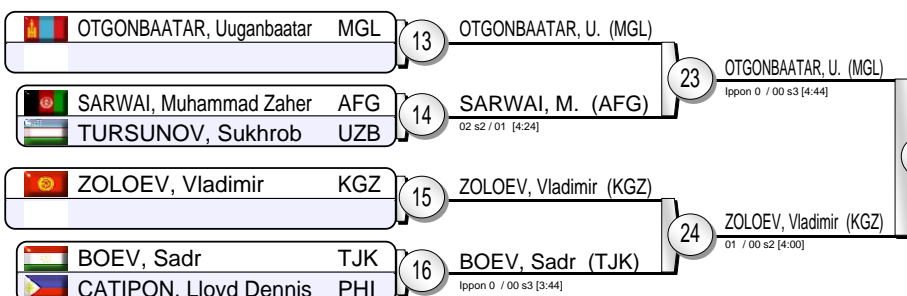 OTGONBAATAR, Uuganbaatar MGL
13
OTGONBAATAR, U. (MGL)
23
OTGONBAATAR, U. (MGL)
Ippon 0 / 00 s3 [4:44]
SARWAI, Muhammad Zaher AFG
TURSUNOV, Sukhrob UZB
14
SARWAI, M. (AFG)
02 s2 / 01 [4:24]
ZOLOEV, Vladimir KGZ
15
ZOLOEV, Vladimir (KGZ)
24
ZOLOEV, Vladimir (KGZ)
01 / 00 s2 [4:00]
BOEV, Sadr TJK
CATIPON, Lloyd Dennis PHI
16
BOEV, Sadr (TJK)
Ippon 0 / 00 s3 [3:44]